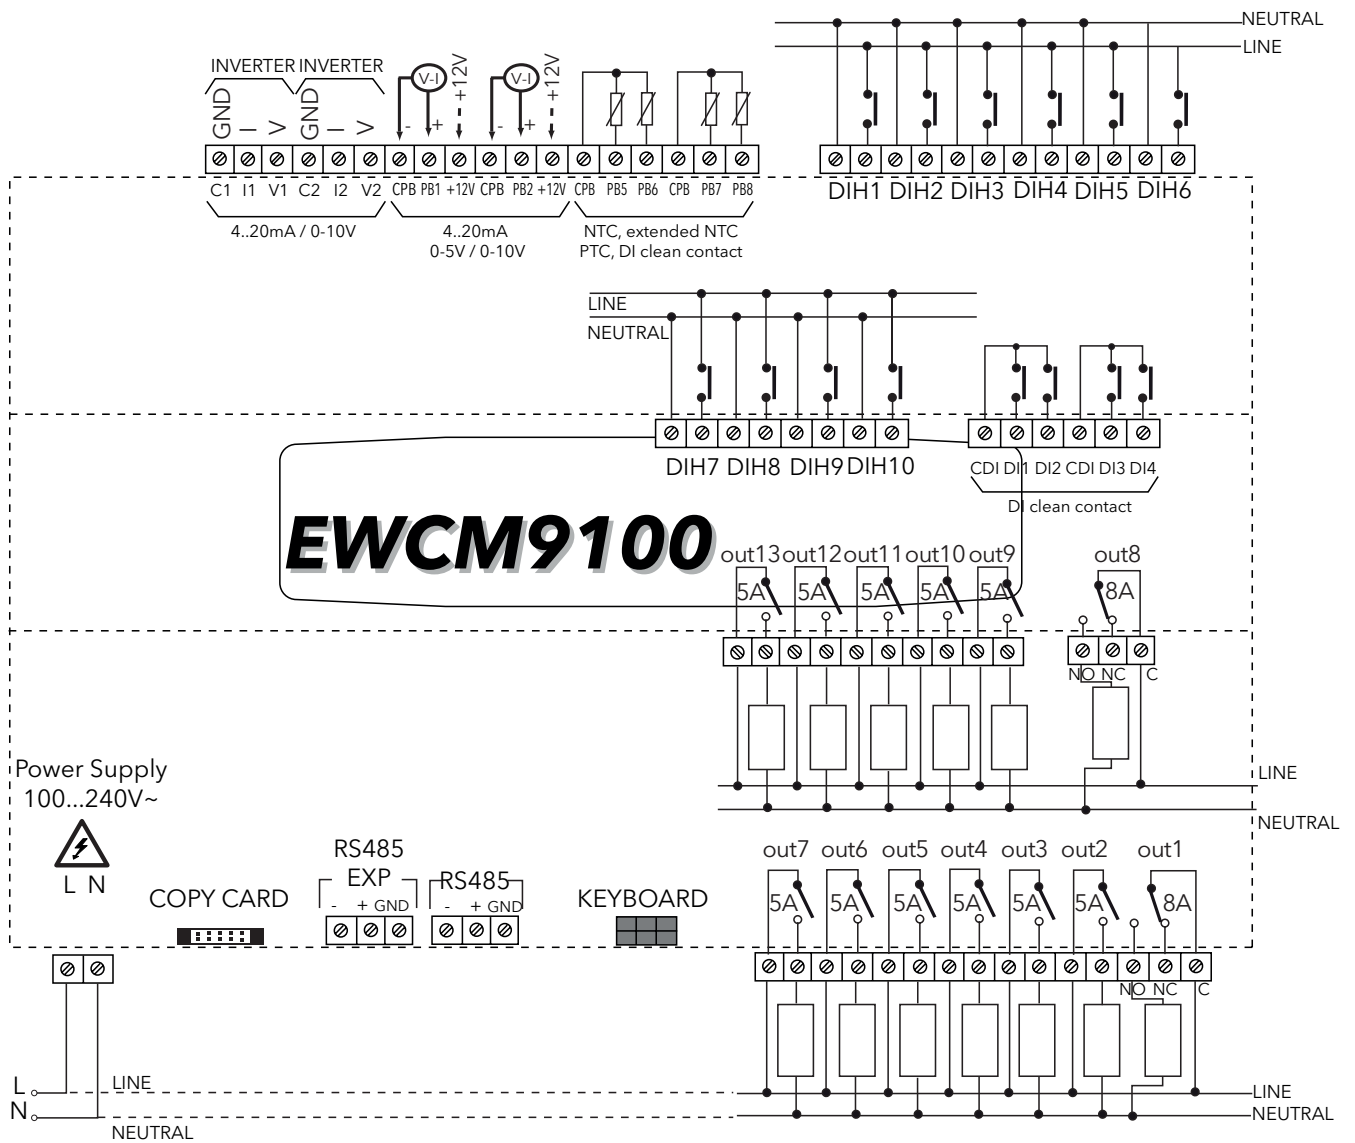 NEUTRAL
LINE
INVERTER INVERTER
GND I V GND I V
- V-I + +12V - V-I + +12V
C1 I1 V1 C2 I2 V2 CPB PB1 +12V CPB PB2 +12V CPB PB5 PB6 CPB PB7 PB8
DIH1 DIH2 DIH3 DIH4 DIH5 DIH6
4..20mA / 0-10V
4..20mA
0-5V / 0-10V
NTC, extended NTC
PTC, DI clean contact
LINE
NEUTRAL
DIH7 DIH8 DIH9 DIH10
CDI DI1 DI2 CDI DI3 DI4
DI clean contact
EWCM9100
out13 out12 out11 out10 out9 out8
5A 5A 5A 5A 5A 8A
NO NC C
LINE
NEUTRAL
Power Supply
100...240V~
L N
COPY CARD
RS485
EXP
- + GND
RS485
- + GND
KEYBOARD
out7 out6 out5 out4 out3 out2 out1
5A 5A 5A 5A 5A 5A 8A
NO NC C
L LINE
N
NEUTRAL
LINE
NEUTRAL